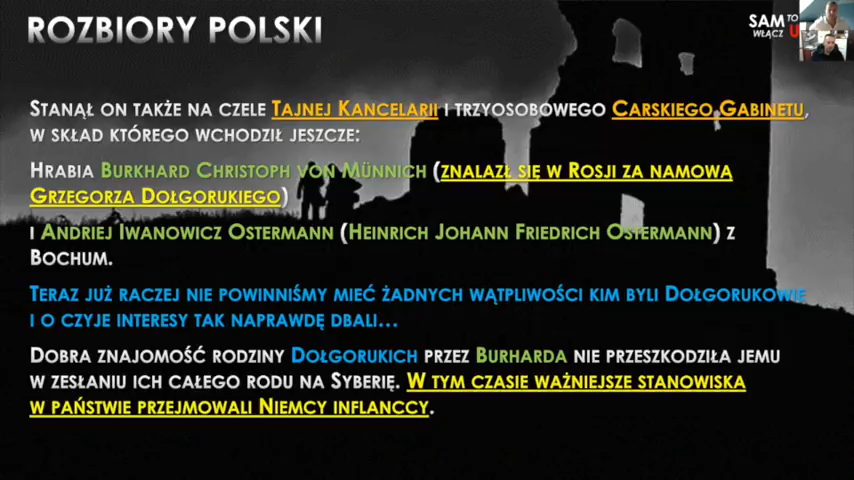 ROZBIORY POLSKI
SAM TO
WŁĄCZ
STANĄŁ ON TAKŻE NA CZELE TAJNEJ KANCELARII I TRZYOSOBOWEGO CARSKIEGO GABINETU,
W SKŁAD KTÓREGO WCHODZIŁ JESZCZE:
HRABIA BURKHARD CHRISTOPH VON MÜNNICH (ZNALAZŁ SIĘ W ROSJI ZA NAMOWĄ
GRZEGORZA DOŁGORUKIEGO)
I ANDRIEJ IWANOWICZ OSTERMANN (HEINRICH JOHANN FRIEDRICH OSTERMANN) Z
BOCHUM.
TERAZ JUŻ RACZEJ NIE POWINNIŚMY MIEĆ ŻADNYCH WĄTPLIWOŚCI KIM BYLI DOŁGORUKOWIE
I O CZYJE INTERESY TAK NAPRAWDĘ DBALI...
DOBRA ZNAJOMOŚĆ RODZINY DOŁGORUKICH PRZEZ BURHARDA NIE PRZESZKODZIŁA JEMU
W ZESŁANIU ICH CAŁEGO RODU NA SYBERIĘ. W TYM CZASIE WAŻNIEJSZE STANOWISKA
W PAŃSTWIE PRZEJMOWALI NIEMCY INFLANCCY.